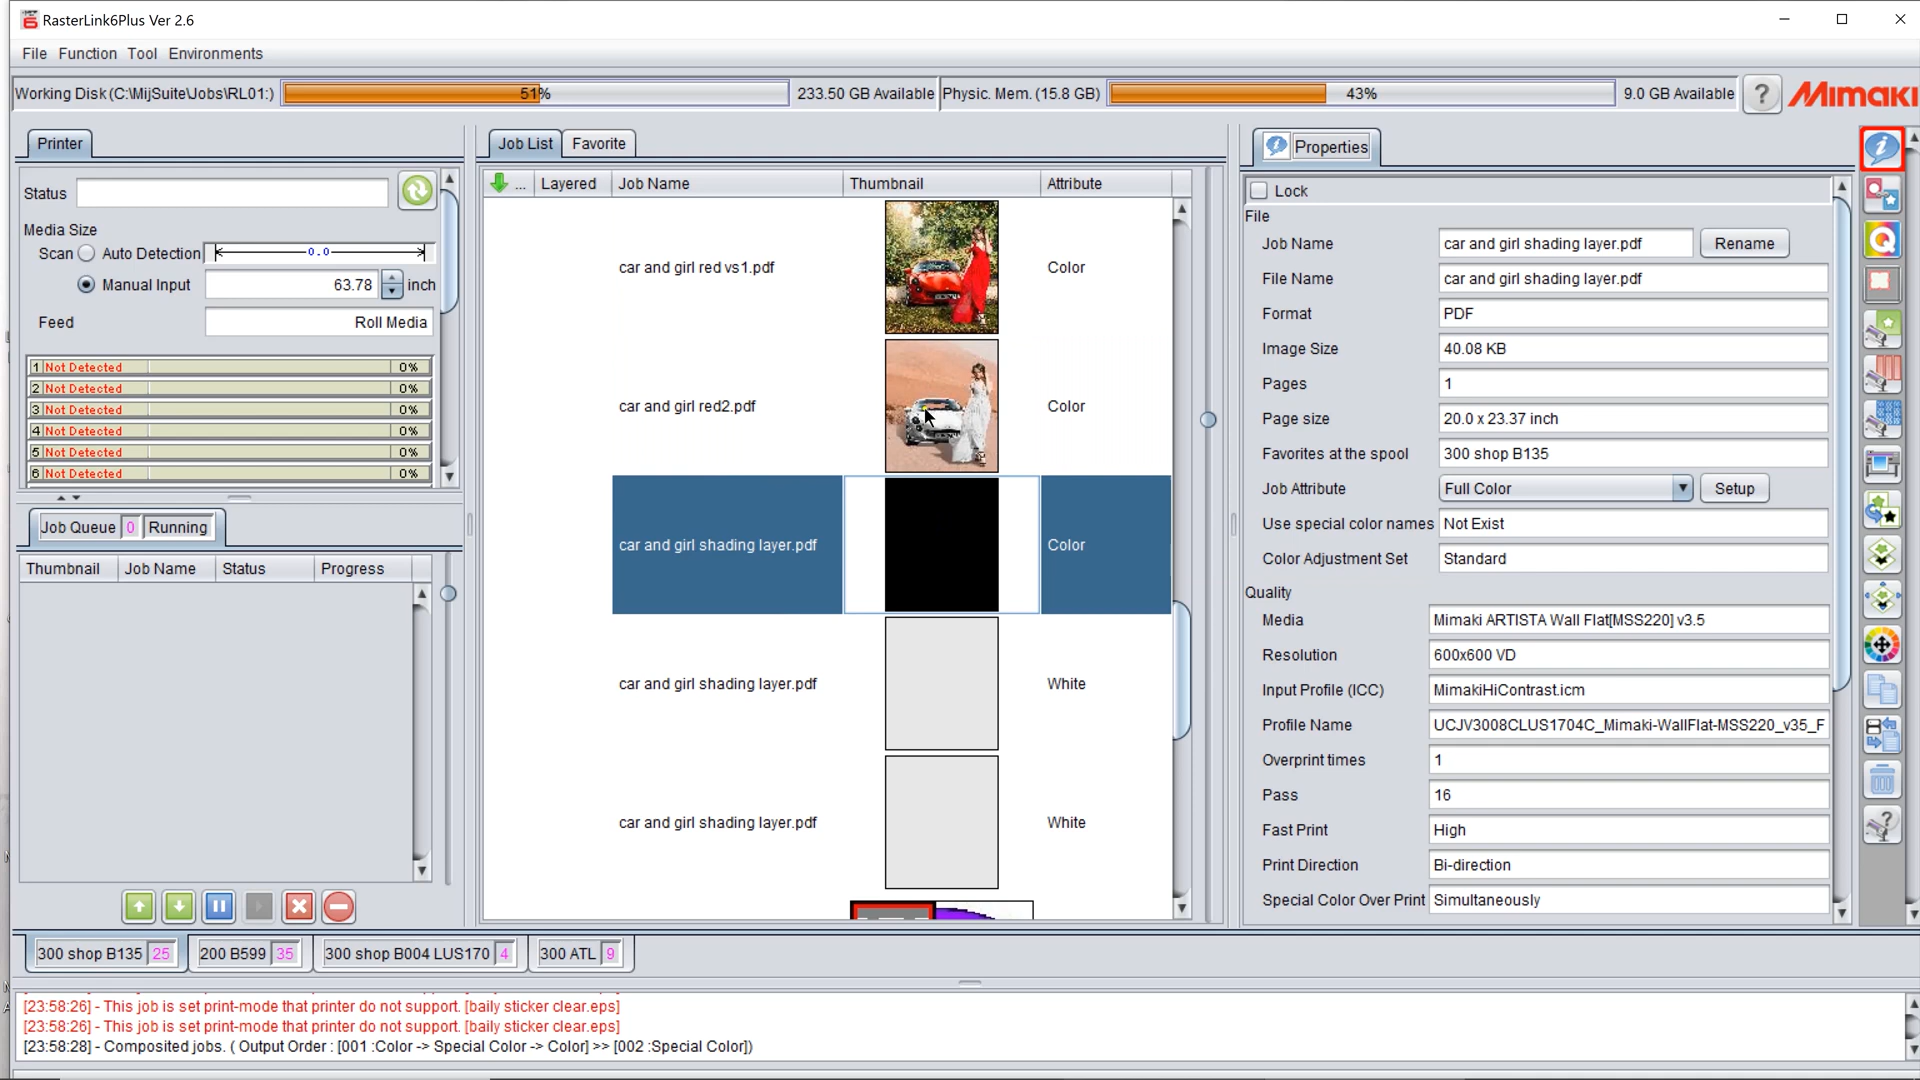 RasterLink6Plus Ver 2.6
File Function Tool Environments
Working Disk(C:\MijSuite\Jobs\RL01:) 51% 233.50 GB Available Physic. Mem. (15.8 GB) 43% 9.0 GB Available ? Mimaki
Printer
Status
Media Size
Scan Auto Detection 0.0
Manual Input 63.78 inch
Feed Roll Media
1 Not Detected 0%
2 Not Detected 0%
3 Not Detected 0%
4 Not Detected 0%
5 Not Detected 0%
6 Not Detected 0%
Job Queue 0 Running
Thumbnail Job Name Status Progress
Job List Favorite
... Layered Job Name Thumbnail Attribute
car and girl red vs1.pdf Color
car and girl red2.pdf Color
car and girl shading layer.pdf Color
car and girl shading layer.pdf White
car and girl shading layer.pdf White
Properties
Lock
File
Job Name car and girl shading layer.pdf Rename
File Name car and girl shading layer.pdf
Format PDF
Image Size 40.08 KB
Pages 1
Page size 20.0 x 23.37 inch
Favorites at the spool 300 shop B135
Job Attribute Full Color Setup
Use special color names Not Exist
Color Adjustment Set Standard
Quality
Media Mimaki ARTISTA Wall Flat[MSS220] v3.5
Resolution 600x600 VD
Input Profile (ICC) MimakiHiContrast.icm
Profile Name UCJV3008CLUS1704C_Mimaki-WallFlat-MSS220_v35_F
Overprint times 1
Pass 16
Fast Print High
Print Direction Bi-direction
Special Color Over Print Simultaneously
300 shop B135 25 200 B599 35 300 shop B004 LUS170 4 300 ATL 9
[23:58:26] - This job is set print-mode that printer do not support. [baily sticker clear.eps]
[23:58:26] - This job is set print-mode that printer do not support. [baily sticker clear.eps]
[23:58:28] - Composited jobs. ( Output Order : [001 :Color -> Special Color -> Color] >> [002 :Special Color])